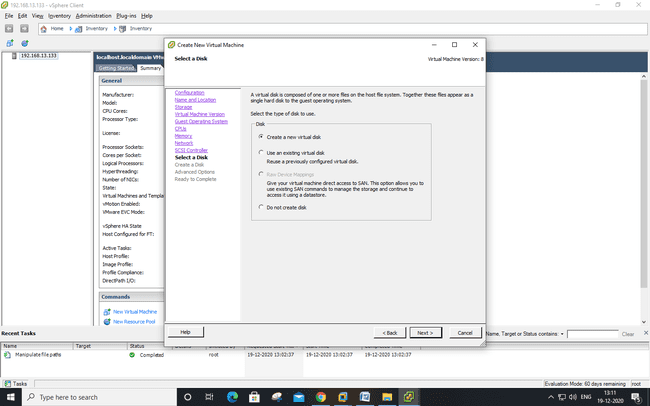 192.168.13.133 - vSphere Client
File Edit View Inventory Administration Plug-ins Help
Home Inventory Inventory
192.168.13.133
localhost.localdomain VMw
Getting Started Summary
General
Manufacturer:
Model:
CPU Cores:
Processor Type:
License:
Processor Sockets:
Cores per Socket:
Logical Processors:
Hyperthreading:
Number of NICs:
State:
Virtual Machines and Templa
vMotion Enabled:
VMware EVC Mode:
vSphere HA State
Host Configured for FT:
Active Tasks:
Host Profile:
Image Profile:
Profile Compliance:
DirectPath I/O:
Commands
New Virtual Machine
New Resource Pool
Create New Virtual Machine
Select a Disk
Virtual Machine Version: 8
Configuration
Name and Location
Storage
Virtual Machine Version
Guest Operating System
CPUs
Memory
Network
SCSI Controller
Select a Disk
Create a Disk
Advanced Options
Ready to Complete
A virtual disk is composed of one or more files on the host file system. Together these files appear as a
single hard disk to the guest operating system.
Select the type of disk to use.
Disk
Create a new virtual disk
Use an existing virtual disk
Reuse a previously configured virtual disk.
Raw Device Mappings
Give your virtual machine direct access to SAN. This option allows you to
use existing SAN commands to manage the storage and continue to
access it using a datastore.
Do not create disk
Help < Back Next > Cancel
Recent Tasks
Name, Target or Status contains: Clear
Name Target Status
Manipulate file paths Completed root 19-12-2020 13:02:37 19-12-2020 13:02:37 19-12-2020 13:02:37
Tasks Evaluation Mode: 60 days remaining root
Type here to search
ENG
13:11
19-12-2020